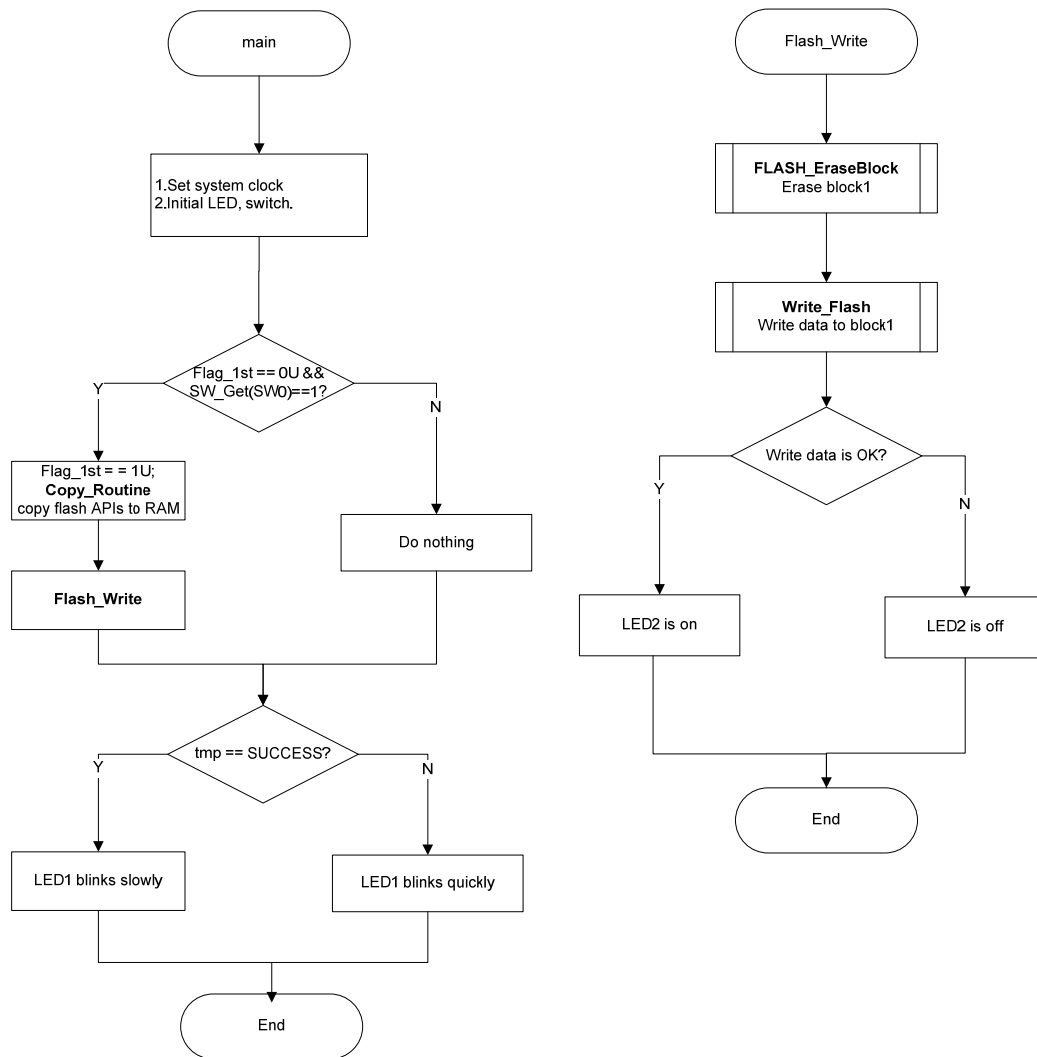 main
1.Set system clock
2.Initial LED, switch.
Flag_1st == 0U &&
SW_Get(SW0)==1?
Y
N
Flag_1st = = 1U;
Copy_Routine
copy flash APIs to RAM
Do nothing
Flash_Write
tmp == SUCCESS?
Y
N
LED1 blinks slowly
LED1 blinks quickly
End
Flash_Write
FLASH_EraseBlock
Erase block1
Write_Flash
Write data to block1
Write data is OK?
Y
N
LED2 is on
LED2 is off
End